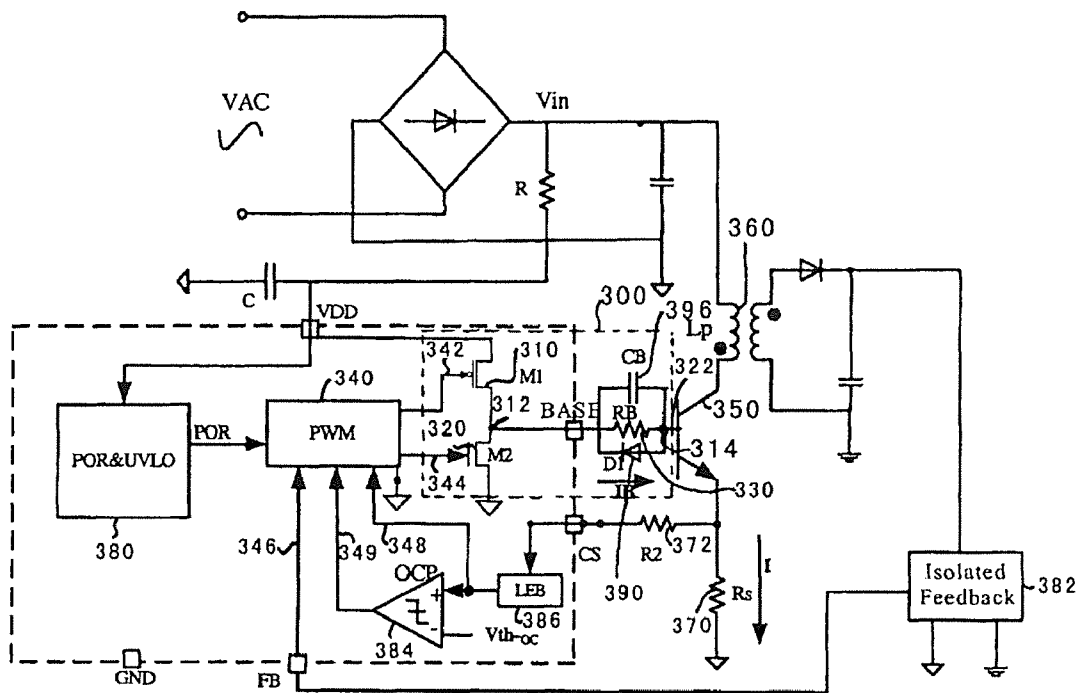 VAC
Vin
R
360
C
VDD
300
396
Lp
342
310
M1
CB
322
340
312
BASE
RB
350
POR
PWM
320
M2
314
POR&UVLO
344
D1
IB
330
380
346
349
348
CS
R2
372
I
OCP
+
LEB
390
Rs
Isolated
Feedback
382
384
-
Vth-oc
386
370
GND
FB